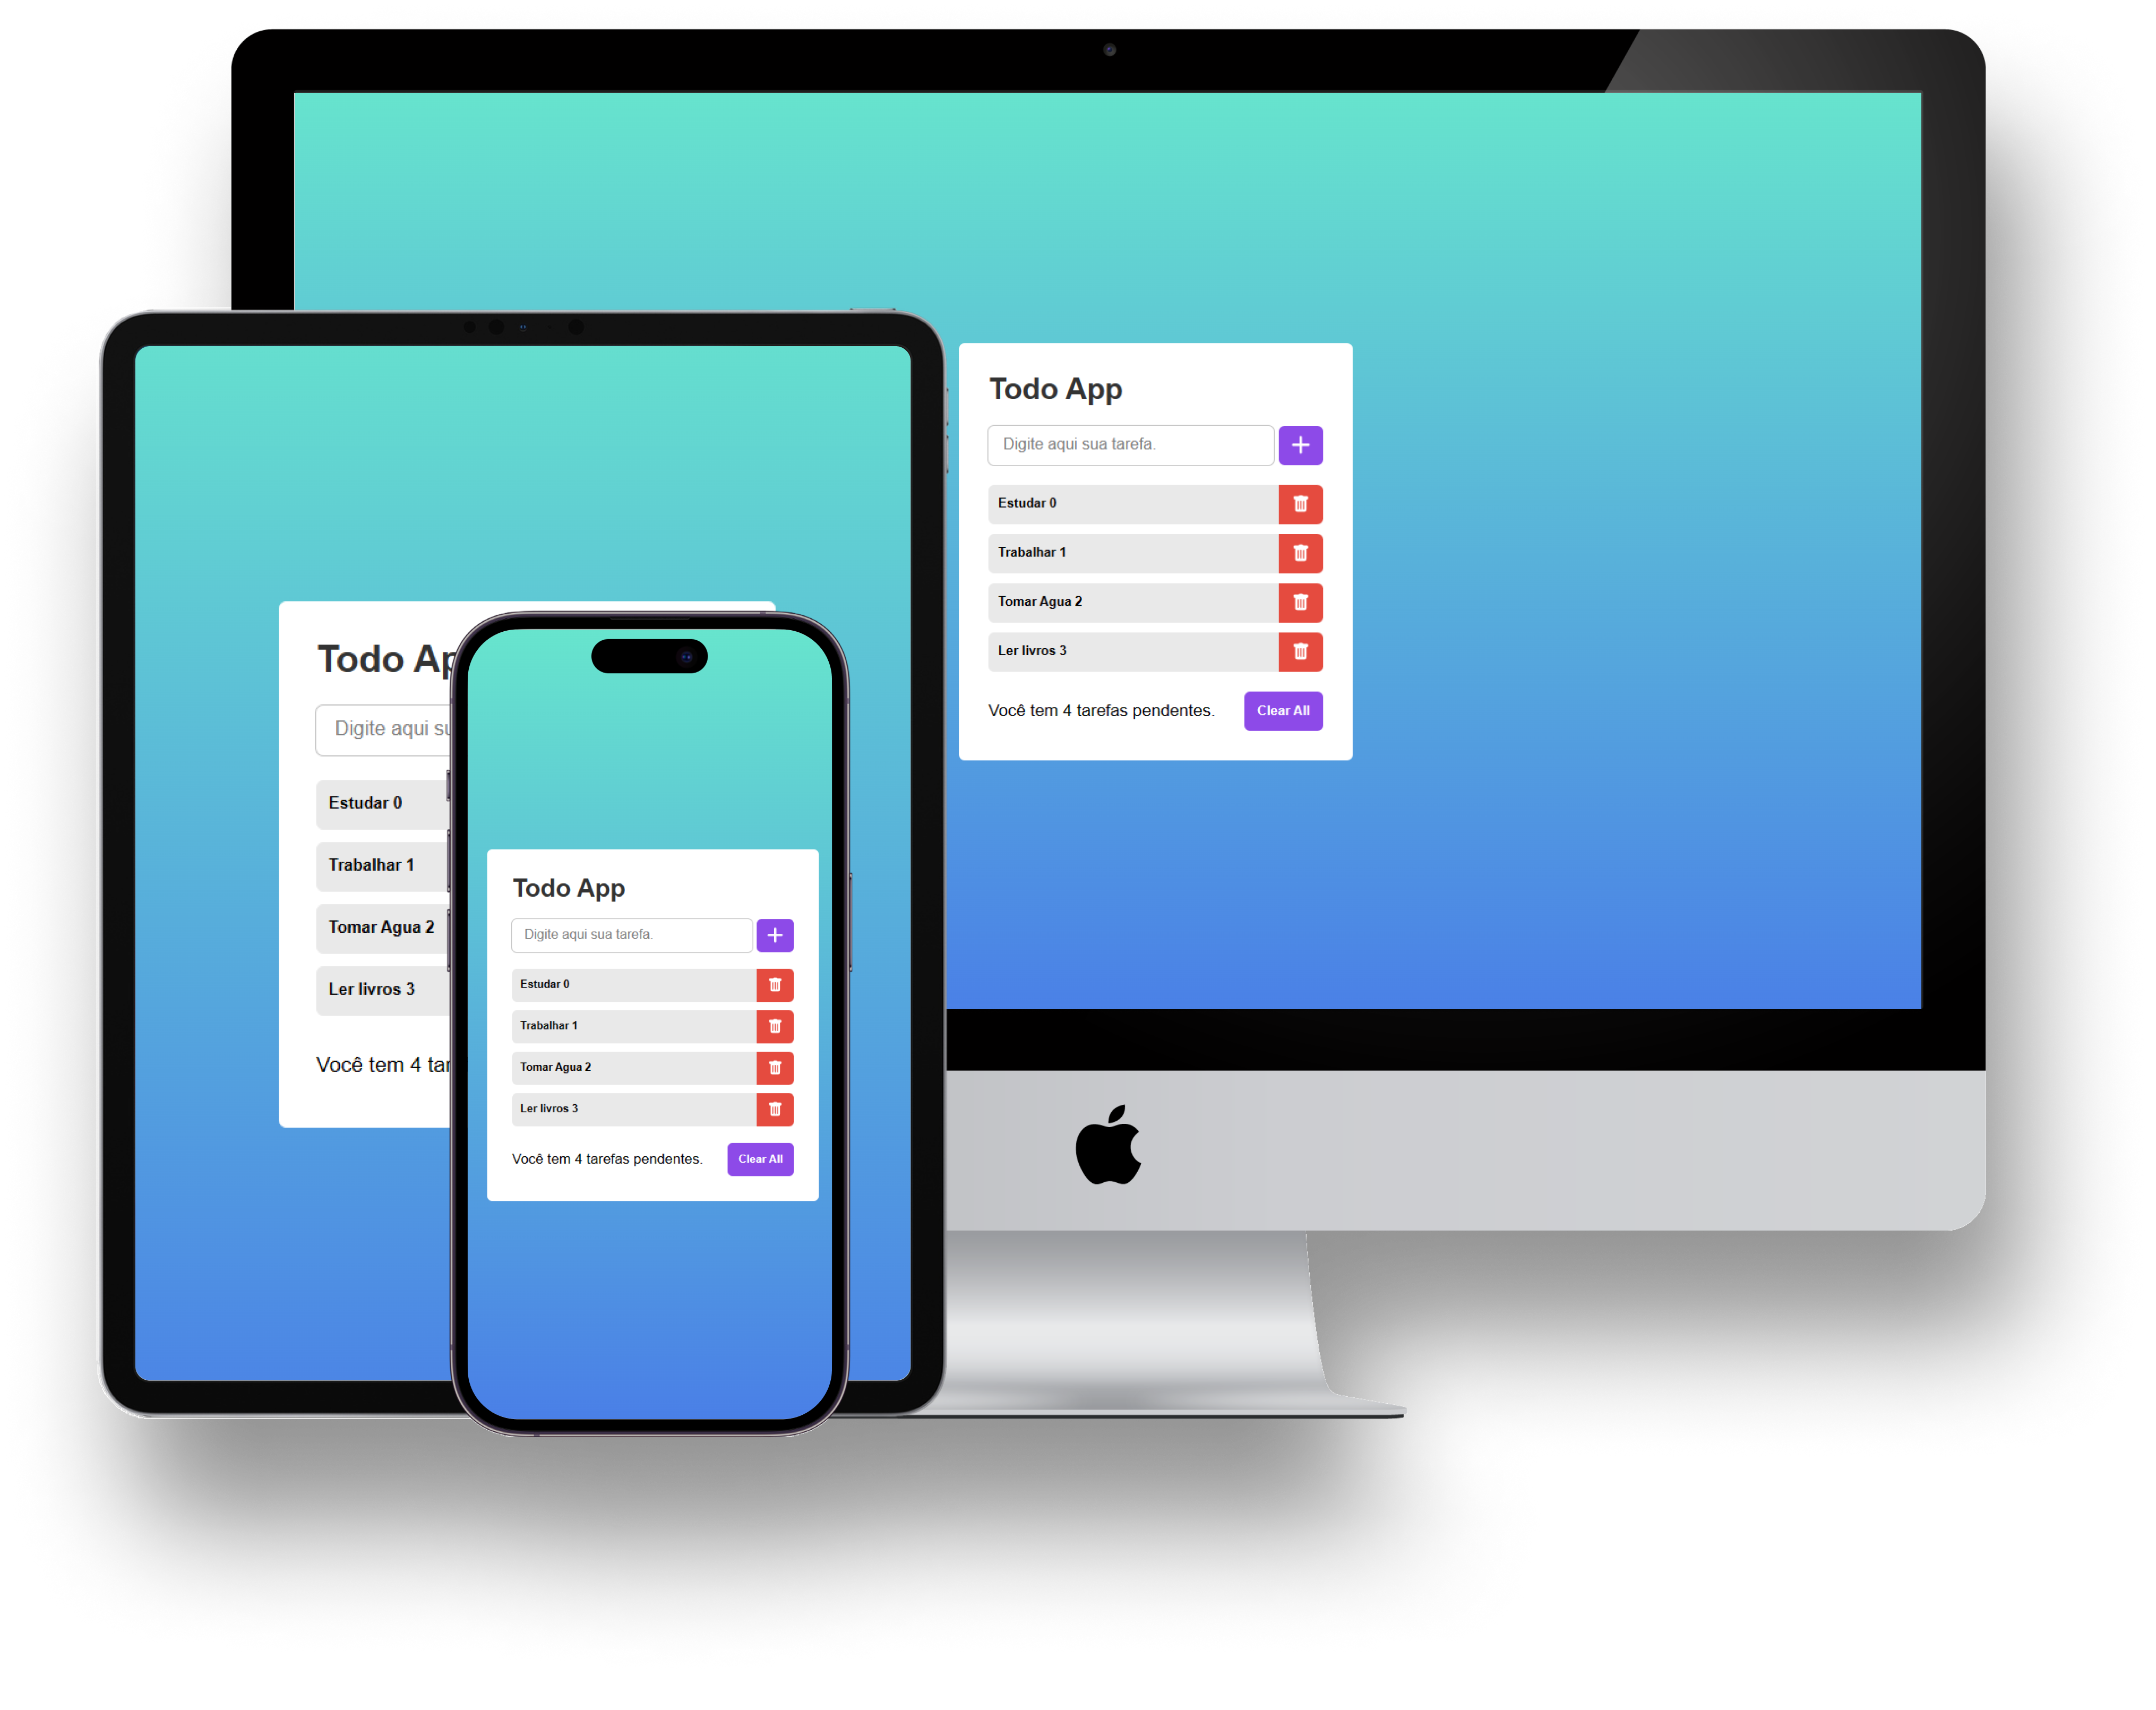 Todo App
Digite aqui sua tarefa.
Estudar 0
Trabalhar 1
Tomar Agua 2
Ler livros 3
Você tem 4 tarefas pendentes.
Clear All
Todo Ap
Digite aqui su
Estudar 0
Trabalhar 1
Tomar Agua 2
Ler livros 3
Você tem 4 tar
Todo App
Digite aqui sua tarefa.
Estudar 0
Trabalhar 1
Tomar Agua 2
Ler livros 3
Você tem 4 tarefas pendentes.
Clear All